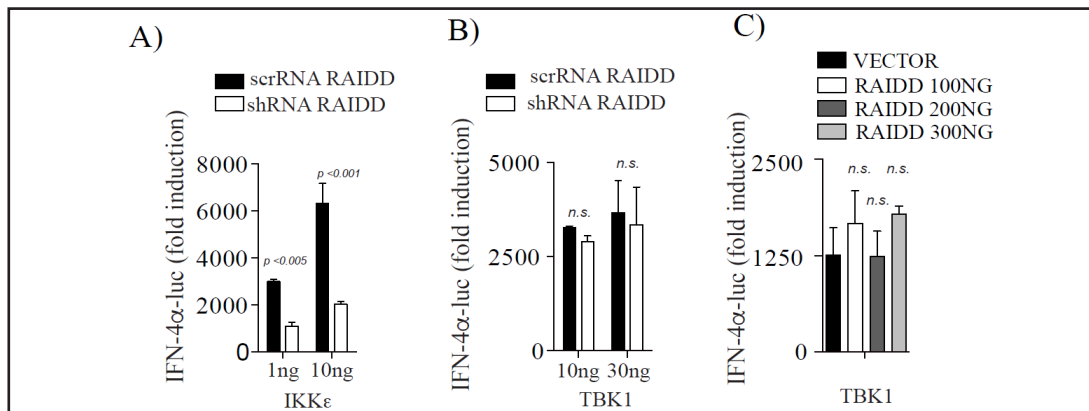 A)
scrRNA RAIDD
shRNA RAIDD
IFN-4α-luc (fold induction)
8000
6000
4000
2000
0
p <0.005
p <0.001
1ng 10ng
IKKε
B)
scrRNA RAIDD
shRNA RAIDD
IFN-4α-luc (fold induction)
5000
2500
0
n.s.
n.s.
10ng 30ng
TBK1
C)
VECTOR
RAIDD 100NG
RAIDD 200NG
RAIDD 300NG
IFN-4α-luc (fold induction)
2500
1250
0
n.s.
n.s.
n.s.
TBK1